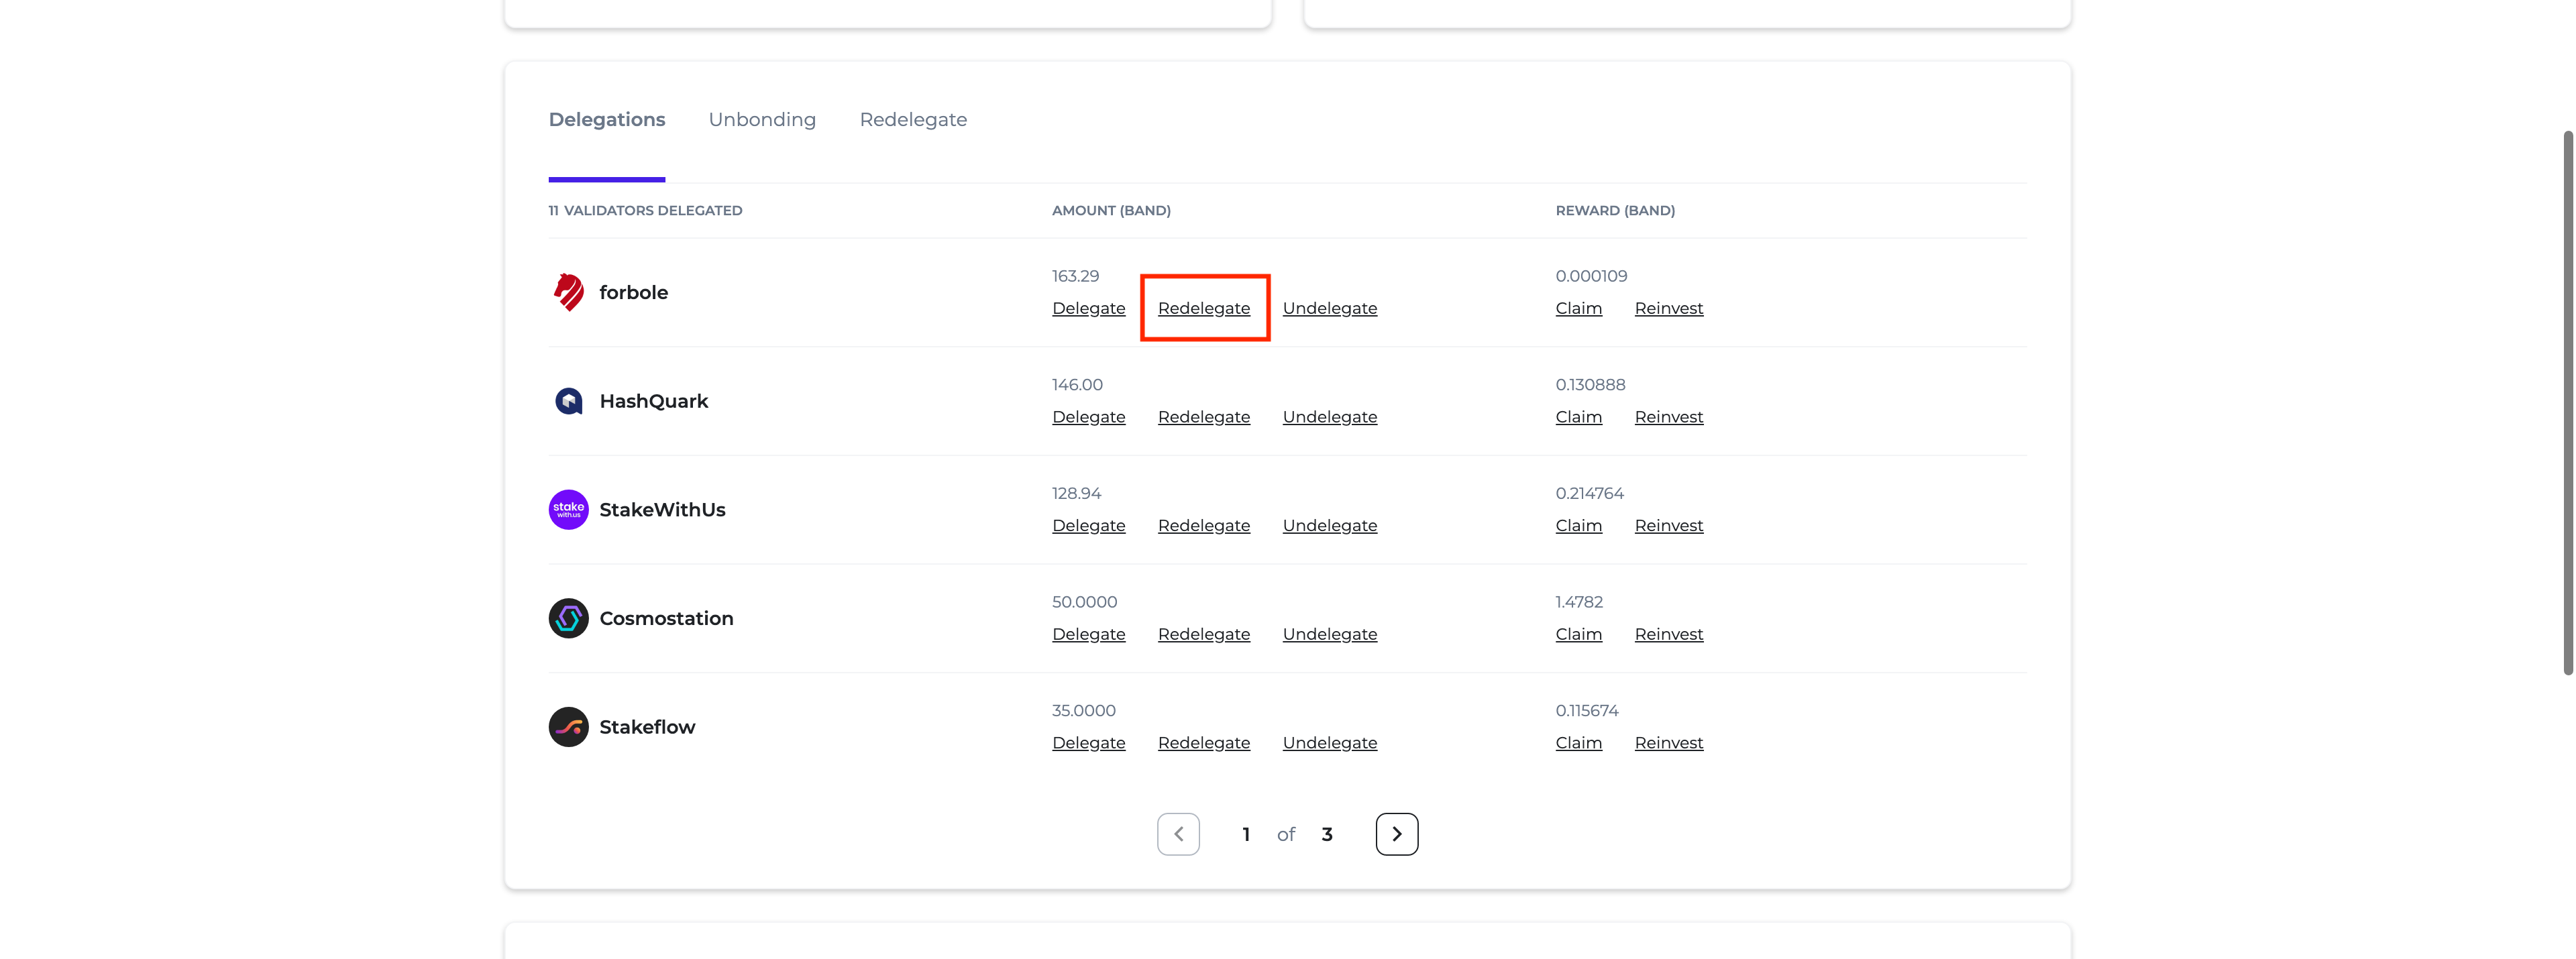 Delegations Unbonding Redelegate
11 VALIDATORS DELEGATED AMOUNT (BAND) REWARD (BAND)
forbole 163.29 0.000109
Delegate Redelegate Undelegate Claim Reinvest
HashQuark 146.00 0.130888
Delegate Redelegate Undelegate Claim Reinvest
stake
with.us
StakeWithUs 128.94 0.214764
Delegate Redelegate Undelegate Claim Reinvest
Cosmostation 50.0000 1.4782
Delegate Redelegate Undelegate Claim Reinvest
Stakeflow 35.0000 0.115674
Delegate Redelegate Undelegate Claim Reinvest
1 of 3